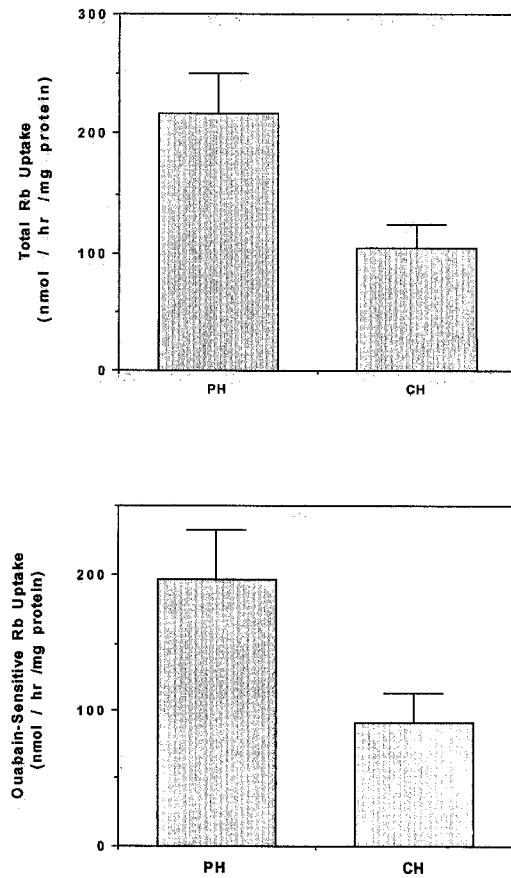 300
200
100
0
Total Rb Uptake
(nmol / hr /mg protein)
PH
CH
200
100
0
Ouabain-Sensitive Rb Uptake
(nmol / hr /mg protein)
PH
CH